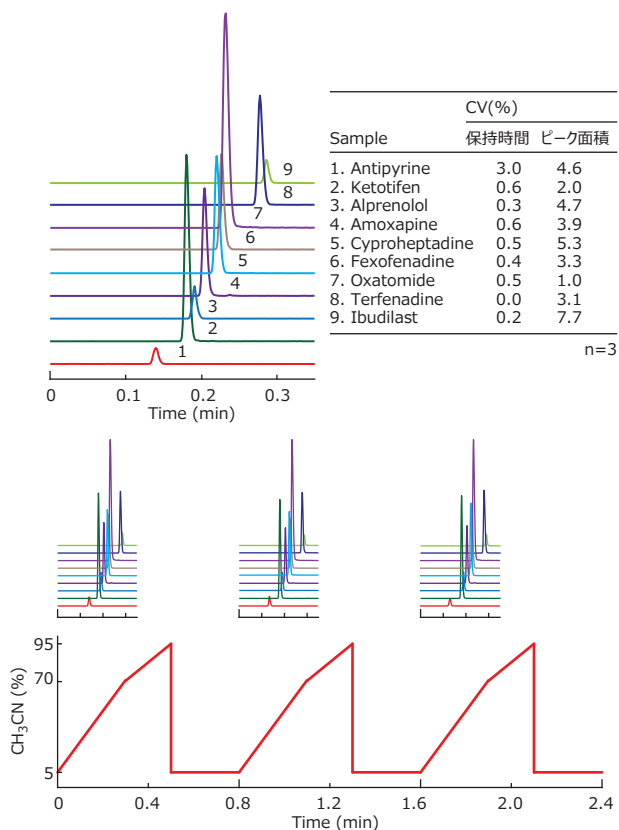 CV(%)
Sample 保持時間 ピーク面積
1. Antipyrine 3.0 4.6
2. Ketotifen 0.6 2.0
3. Alprenolol 0.3 4.7
4. Amoxapine 0.6 3.9
5. Cyproheptadine 0.5 5.3
6. Fexofenadine 0.4 3.3
7. Oxatomide 0.5 1.0
8. Terfenadine 0.0 3.1
9. Ibudilast 0.2 7.7
n=3
9
8
7
6
5
4
3
2
1
0 0.1 0.2 0.3
Time (min)
CH₃CN (%)
95
70
5
0 0.4 0.8 1.2 1.6 2.0 2.4
Time (min)